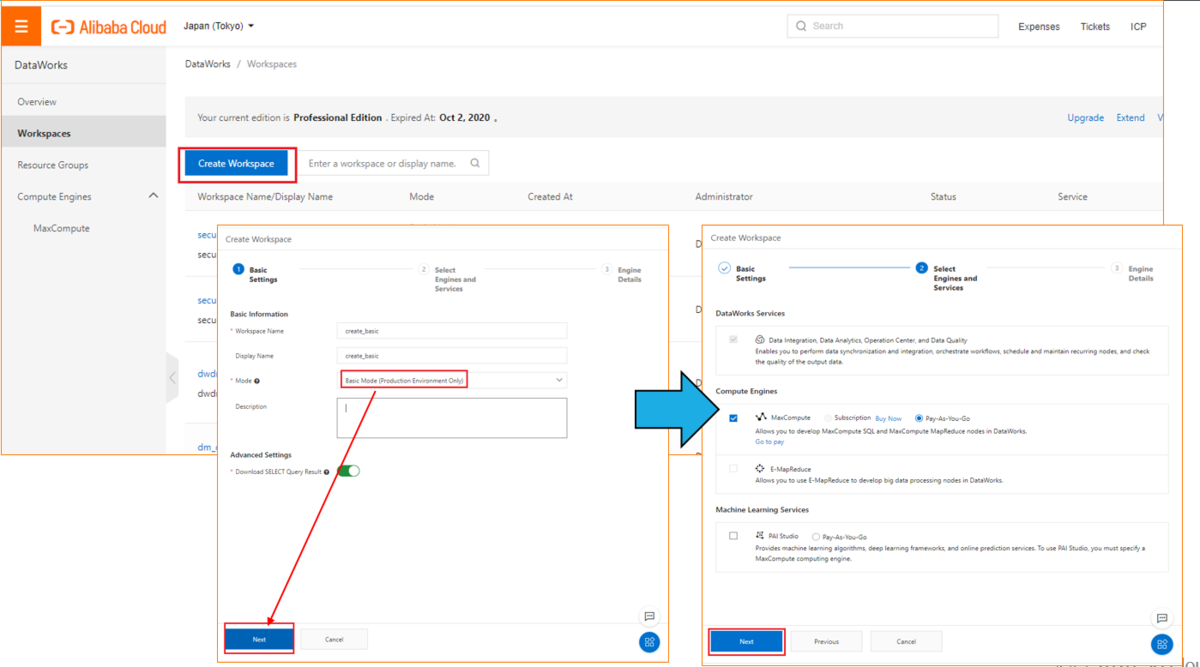 Alibaba Cloud Japan (Tokyo) Search Expenses Tickets ICP
DataWorks
DataWorks / Workspaces
Overview
Workspaces
Resource Groups
Compute Engines
MaxCompute
Your current edition is Professional Edition . Expired At: Oct 2, 2020 . Upgrade Extend V
Create Workspace Enter a workspace or display name.
Workspace Name/Display Name Mode Created At Administrator Status Service
secu
secu
secu
secu
dwd
dwd
dm_
D
D
D
Create Workspace
1 Basic Settings
2 Select Engines and Services
3 Engine Details
Basic Information
* Workspace Name create_basic
Display Name create_basic
* Mode Basic Mode (Production Environment Only)
Description
Advanced Settings
* Download SELECT Query Result
Next Cancel
Create Workspace
Basic Settings
2 Select Engines and Services
3 Engine Details
DataWorks Services
Data Integration, Data Analytics, Operation Center, and Data Quality
Enables you to perform data synchronization and integration, orchestrate workflows, schedule and maintain recurring nodes, and check
the quality of the output data.
Compute Engines
MaxCompute Subscription Buy Now Pay-As-You-Go
Allows you to develop MaxCompute SQL and MaxCompute MapReduce nodes in DataWorks.
Go to pay
E-MapReduce
Allows you to use E-MapReduce to develop big data processing nodes in DataWorks.
Machine Learning Services
PAI Studio Pay-As-You-Go
Provides machine learning algorithms, deep learning frameworks, and online prediction services. To use PAI Studio, you must specify a
MaxCompute computing engine.
Next Previous Cancel